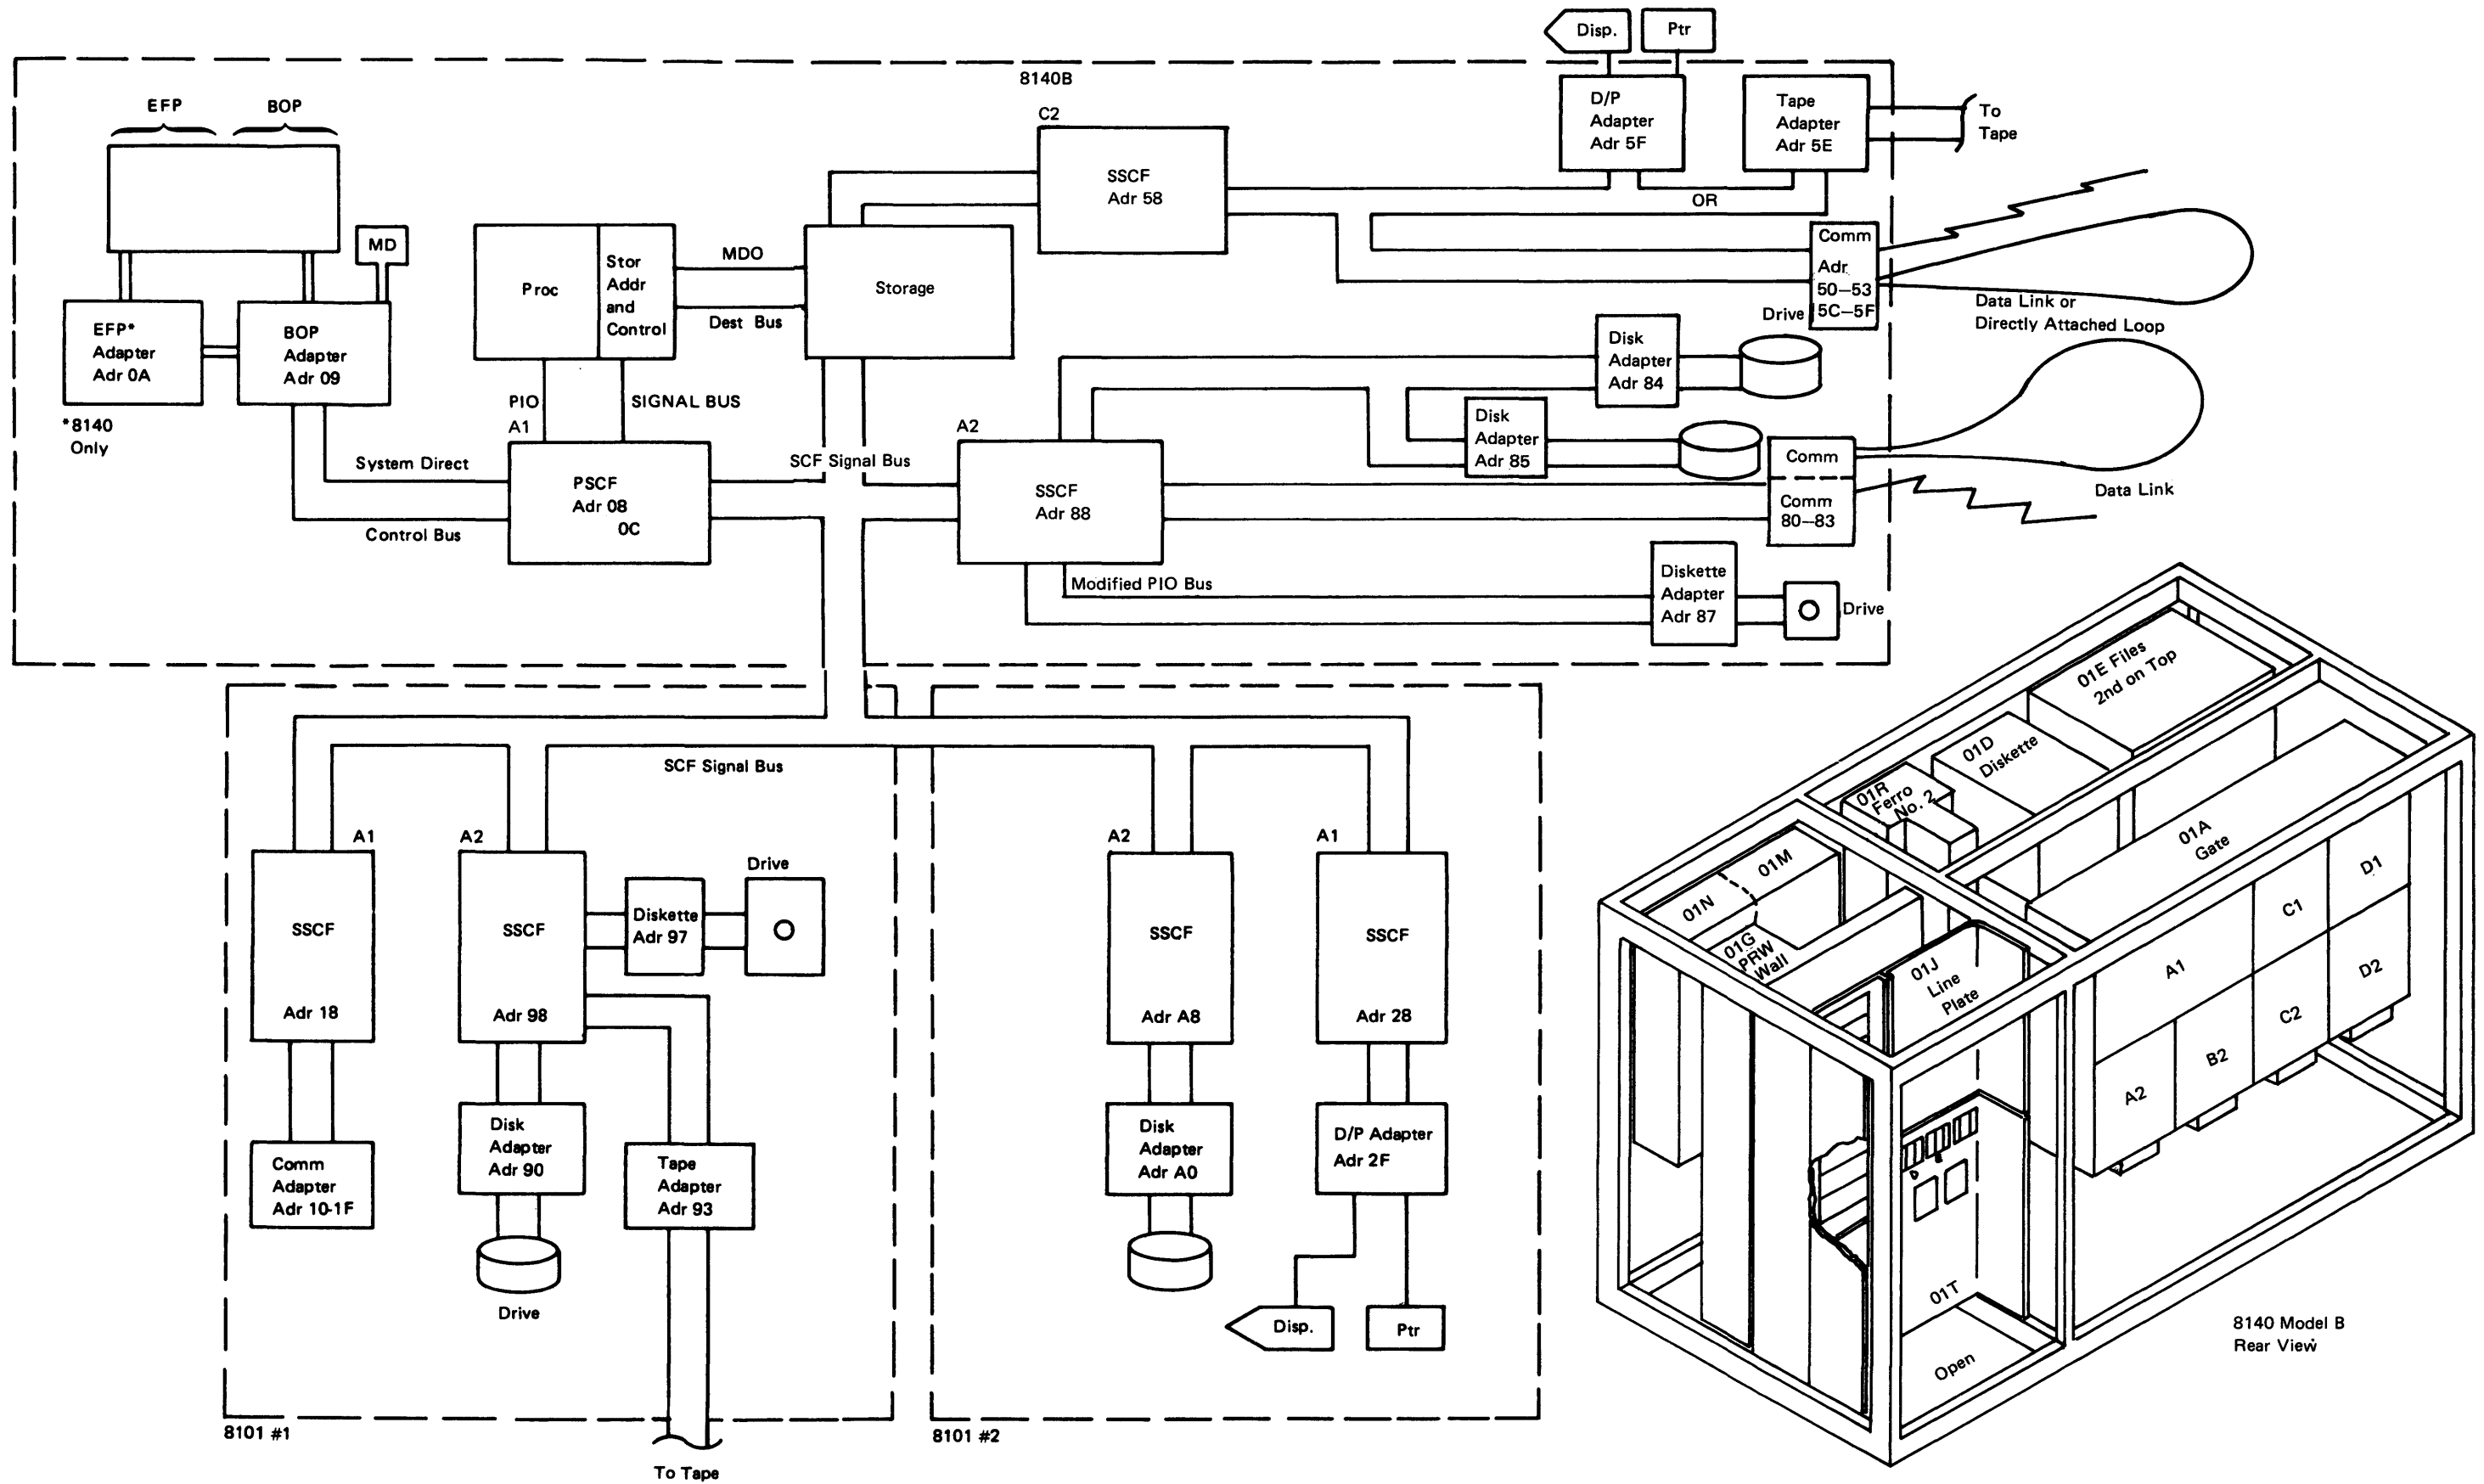 Disp.
Ptr
8140B
EFP
BOP
MD
EFP*
Adapter
Adr 0A
*8140
Only
BOP
Adapter
Adr 09
Proc
Stor
Addr
and
Control
MDO
Dest Bus
Storage
PIO
A1
SIGNAL BUS
System Direct
Control Bus
PSCF
Adr 08
0C
SCF Signal Bus
C2
SSCF
Adr 58
D/P
Adapter
Adr 5F
Tape
Adapter
Adr 5E
To
Tape
OR
Comm
Adr
50—53
5C—5F
Data Link or
Directly Attached Loop
Drive
Disk
Adapter
Adr 84
Disk
Adapter
Adr 85
A2
SSCF
Adr 88
Comm
Comm
80—83
Data Link
Modified PIO Bus
Diskette
Adapter
Adr 87
Drive
SCF Signal Bus
A1
SSCF
Adr 18
Comm
Adapter
Adr 10-1F
A2
SSCF
Adr 98
Diskette
Adr 97
Drive
Disk
Adapter
Adr 90
Drive
Tape
Adapter
Adr 93
To Tape
8101 #1
A2
SSCF
Adr A8
Disk
Adapter
Adr A0
A1
SSCF
Adr 28
D/P Adapter
Adr 2F
Disp.
Ptr
8101 #2
01E Files
2nd on Top
01D
Diskette
01R
Ferro
No. 2
01A
Gate
01M
01N
01G
PRW
Wall
01J
Line
Plate
A1
C1
D1
A2
B2
C2
D2
01T
Open
8140 Model B
Rear View